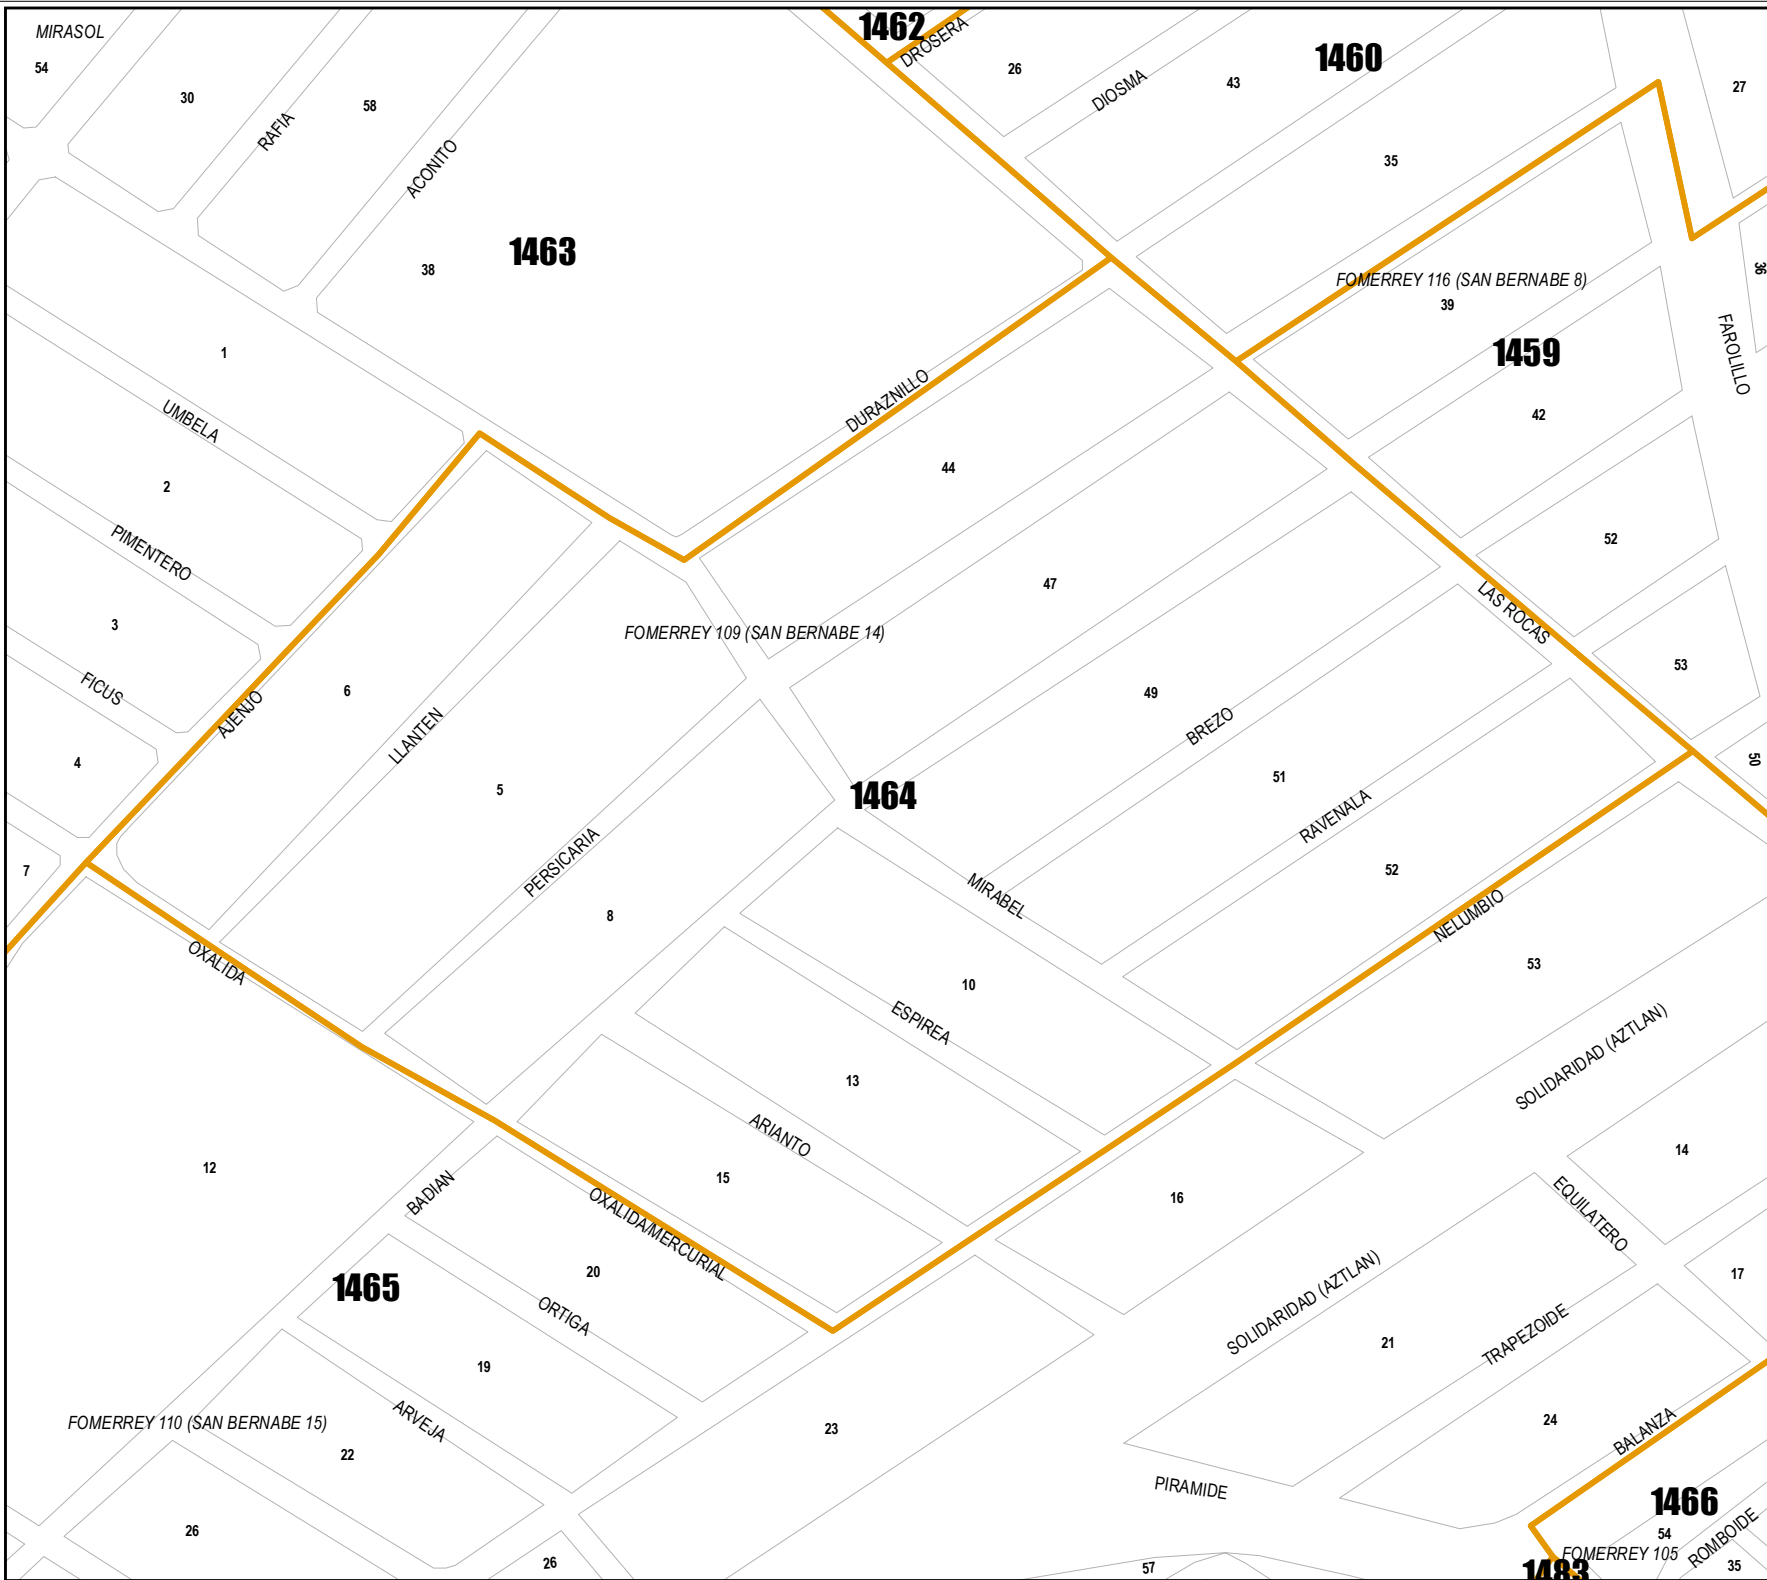 MIRASOL
54
30
RAFIA
58
ACONITO
1462
DROSERA
26
DIOSMA
43
1460
27
35
1463
38
FOMERREY 116 (SAN BERNABE 8)
39
36
FAROLILLO
1459
42
1
UMBELA
DURAZNILLO
44
2
PIMENTERO
47
52
LAS ROCAS
3
FICUS
FOMERREY 109 (SAN BERNABE 14)
53
AJENJO
6
LLANTEN
49
BREZO
4
5
1464
51
50
RAVENALA
7
PERSICARIA
52
MIRABEL
8
NELUMBIO
OXALIDA
10
53
ESPIREA
SOLIDARIDAD (AZTLAN)
13
ARIANTO
12
15
14
BADIAN
16
EQUILATERO
OXALIDA/MERCURIAL
20
1465
17
SOLIDARIDAD (AZTLAN)
ORTIGA
21
TRAPEZOIDE
19
ARVEJA
FOMERREY 110 (SAN BERNABE 15)
23
24
BALANZA
22
PIRAMIDE
1466
26
54
ROMBOIDE
FOMERREY 105
26
57
1483
35